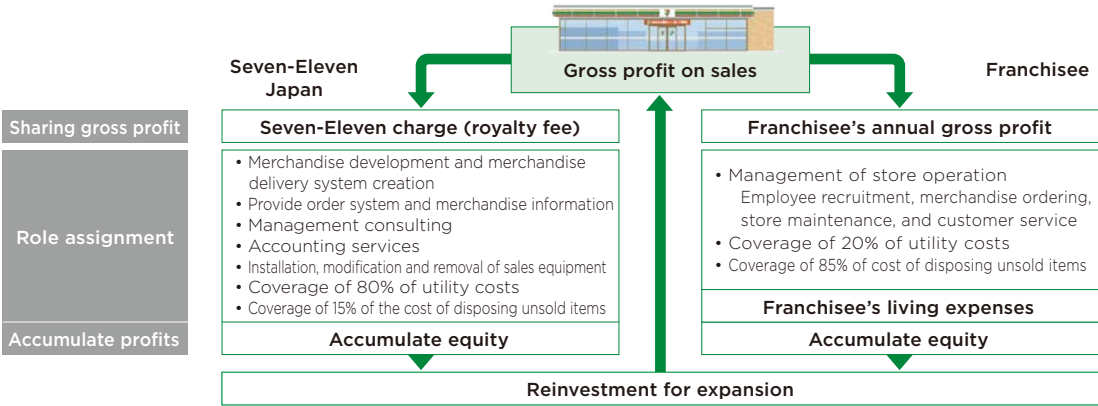 Gross profit on sales
Seven-Eleven
Japan
Franchisee
Sharing gross profit
Seven-Eleven charge (royalty fee)
Franchisee's annual gross profit
Role assignment
• Merchandise development and merchandise
delivery system creation
• Provide order system and merchandise information
• Management consulting
• Accounting services
• Installation, modification and removal of sales equipment
• Coverage of 80% of utility costs
• Coverage of 15% of the cost of disposing unsold items
• Management of store operation
Employee recruitment, merchandise ordering,
store maintenance, and customer service
• Coverage of 20% of utility costs
• Coverage of 85% of cost of disposing unsold items
Franchisee's living expenses
Accumulate profits
Accumulate equity
Accumulate equity
Reinvestment for expansion